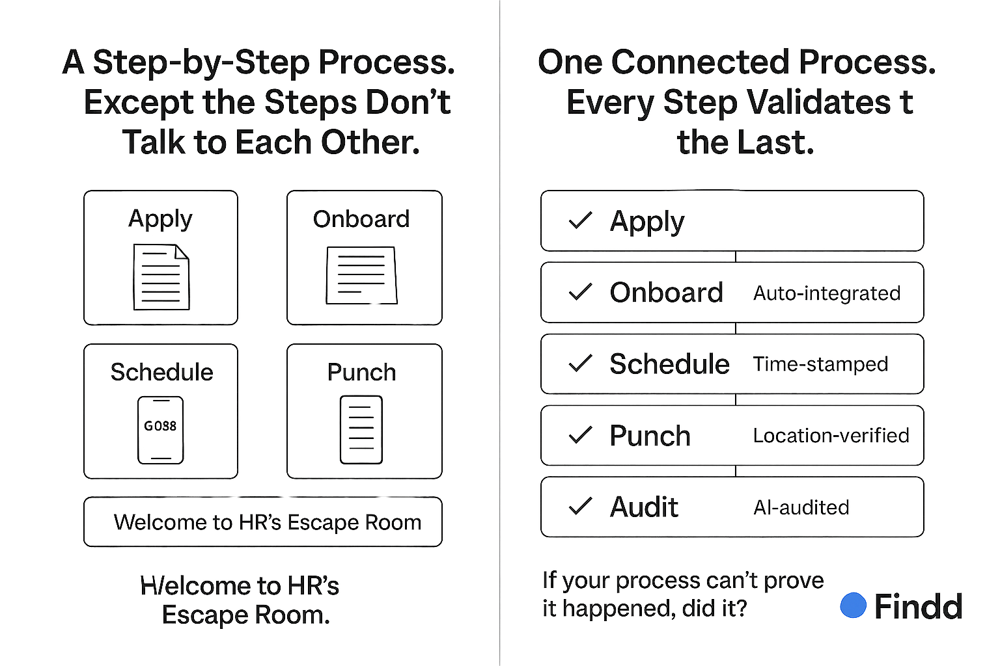 A Step-by-Step Process.
Except the Steps Don't
Talk to Each Other.
Apply
Onboard
Schedule
G088
Punch
Welcome to HR's Escape Room
Welcome to HR's
Escape Room.
One Connected Process.
Every Step Validates t
the Last.
Apply
Onboard Auto-integrated
Schedule Time-stamped
Punch Location-verified
Audit AI-audited
If your process can't prove
it happened, did it?
Findd